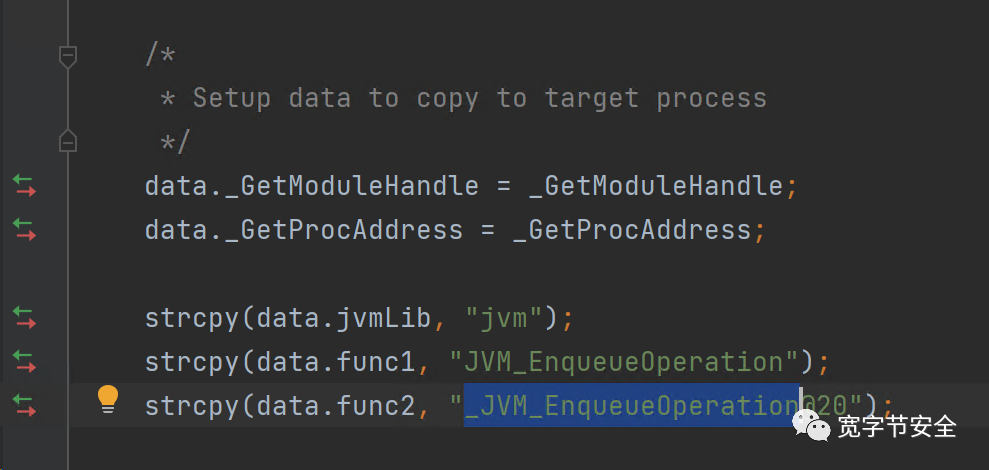 /*
* Setup data to copy to target process
*/
data._GetModuleHandle = _GetModuleHandle;
data._GetProcAddress = _GetProcAddress;
strcpy(data.jvmLib, "jvm");
strcpy(data.func1, "JVM_EnqueueOperation");
strcpy(data.func2, "_JVM_EnqueueOperation@20");
宽字节安全